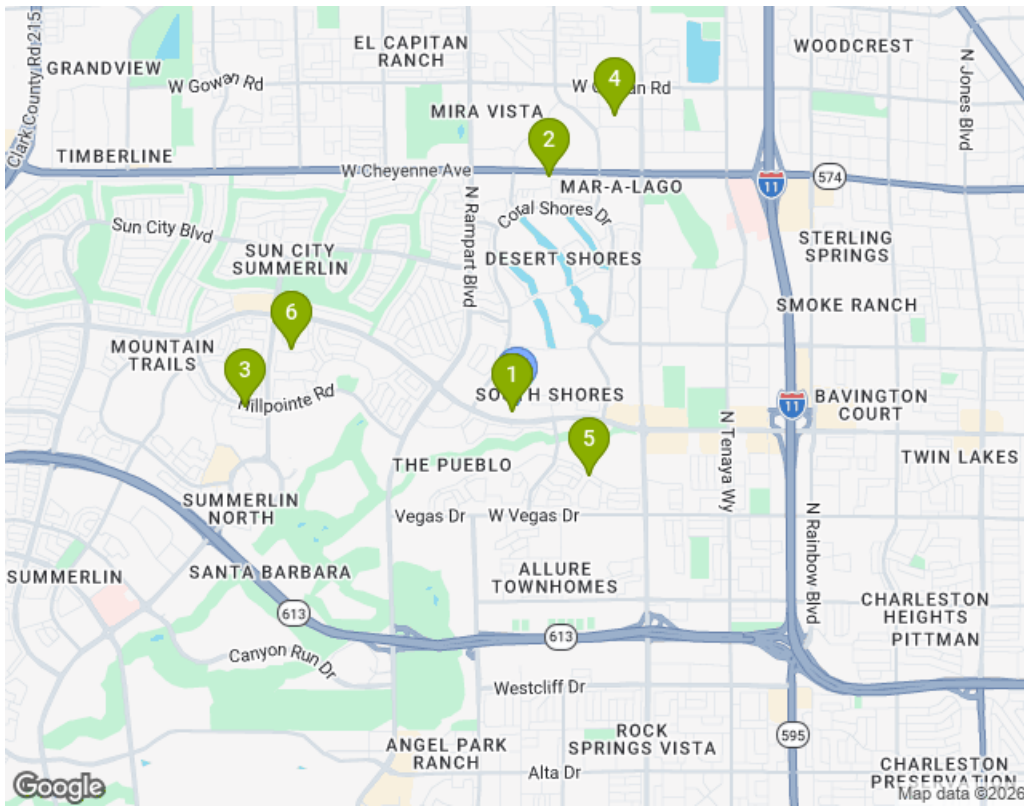 Clark County Rd 215
GRANDVIEW
EL CAPITAN
RANCH
WOODCREST
N Jones Blvd
W Gowan Rd
4
MIRA VISTA
2
TIMBERLINE
W Cheyenne Ave
574
11
MAR-A-LAGO
N Rampart Blvd
Coral Shores Dr
Sun City Blvd
SUN CITY
SUMMERLIN
DESERT SHORES
STERLING
SPRINGS
SMOKE RANCH
6
MOUNTAIN
TRAILS
3
Hillpointe Rd
1
SOUTH SHORES
11
BAVINGTON
COURT
5
N Tenaya Wy
THE PUEBLO
TWIN LAKES
SUMMERLIN
NORTH
Vegas Dr
W Vegas Dr
N Rainbow Blvd
SUMMERLIN
SANTA BARBARA
ALLURE
TOWNHOMES
613
613
CHARLESTON
HEIGHTS
PITTMAN
Canyon Run Dr
Westcliff Dr
595
ANGEL PARK
RANCH
ROCK
SPRINGS VISTA
Alta Dr
CHARLESTON
PRESERVATION
Google
Map data ©2026